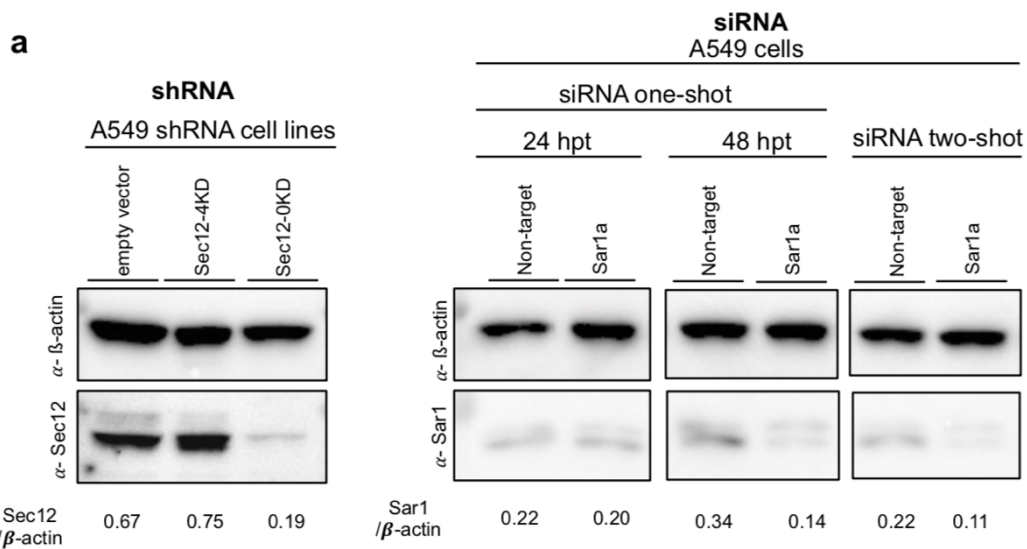 a
shRNA
A549 shRNA cell lines
empty vector
Sec12-4KD
Sec12-0KD
α- ß-actin
α- Sec12
Sec12
/β-actin
0.67 0.75 0.19
siRNA
A549 cells
siRNA one-shot
24 hpt 48 hpt siRNA two-shot
Non-target
Sar1a
Non-target
Sar1a
Non-target
Sar1a
α- ß-actin
α- Sar1
Sar1
/β-actin
0.22 0.20 0.34 0.14 0.22 0.11